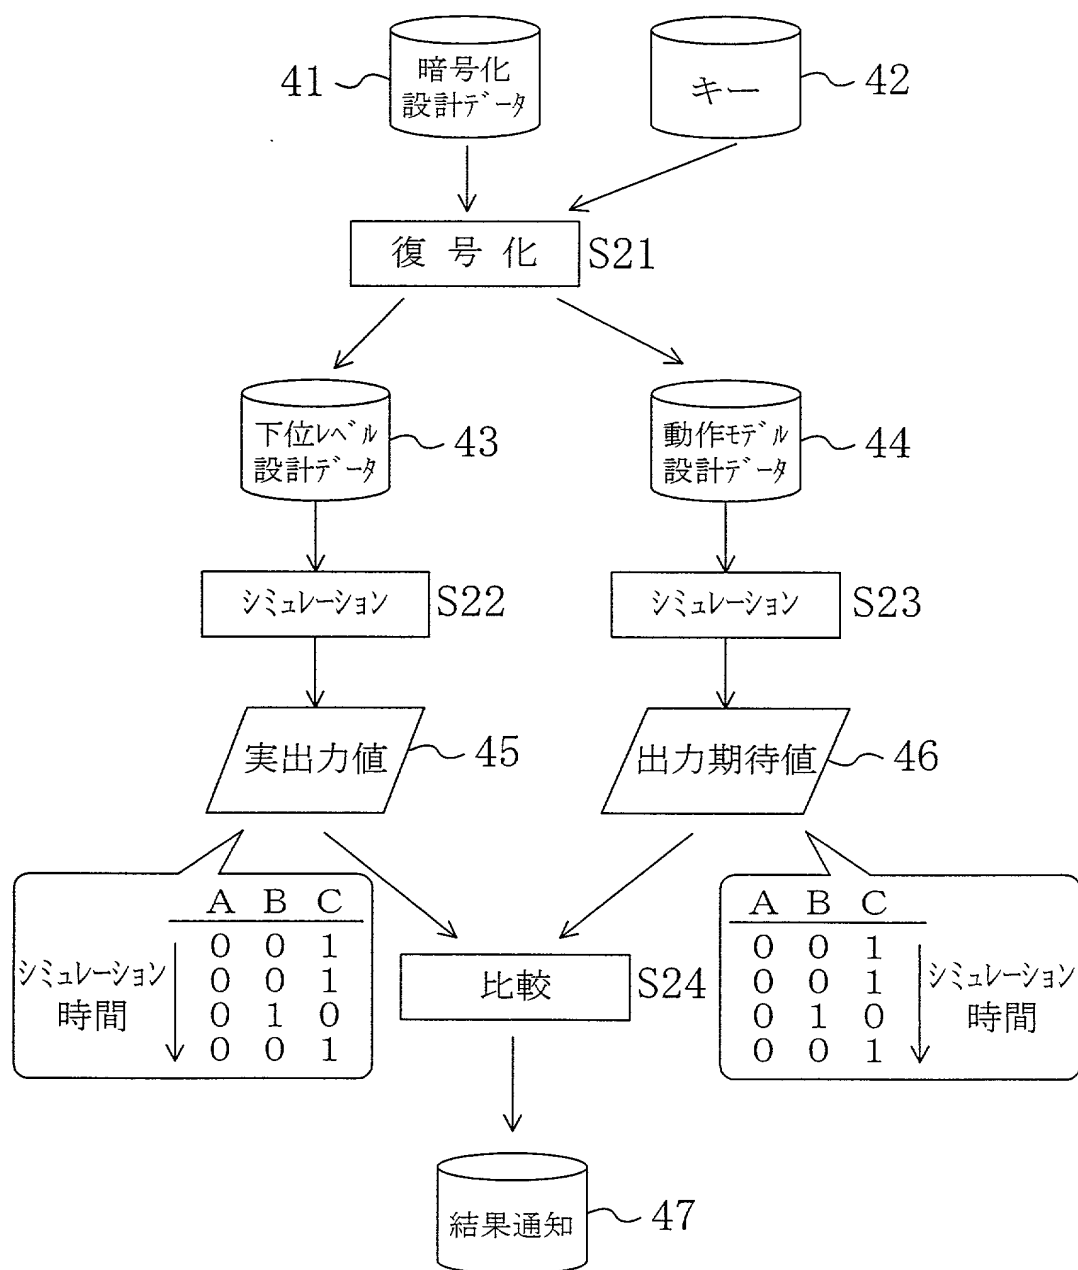 41
暗号化
設計データ
キー
42
復号化
S21
下位レベル
設計データ
43
動作モデル
設計データ
44
シミュレーション
S22
シミュレーション
S23
実出力値
45
出力期待値
46
A B C
0 0 1
0 0 1
0 1 0
0 0 1
シミュレーション
時間
比較
S24
A B C
0 0 1
0 0 1
0 1 0
0 0 1
シミュレーション
時間
結果通知
47